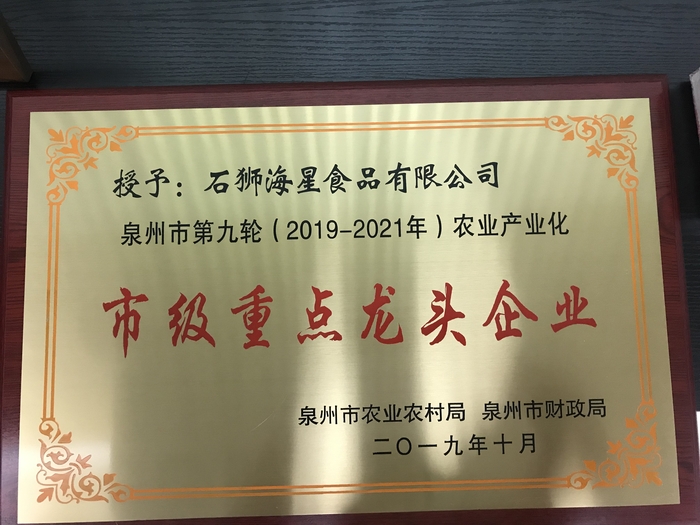 授予：石狮海星食品有限公司
泉州市第九轮（2019-2021年）农业产业化
市级重点龙头企业
泉州市农业农村局 泉州市财政局
二〇一九年十月